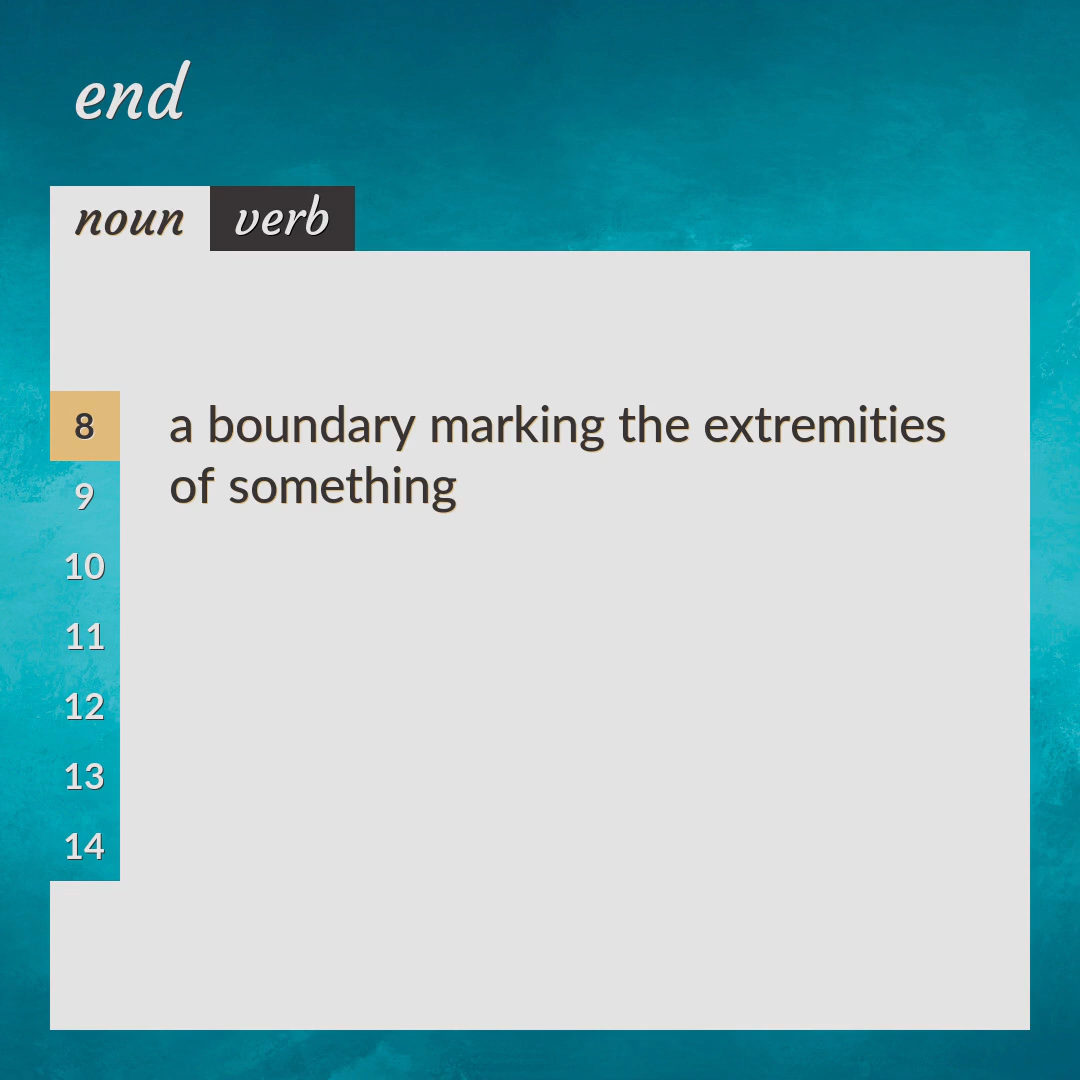 end
noun verb
8
a boundary marking the extremities
of something
9
10
11
12
13
14